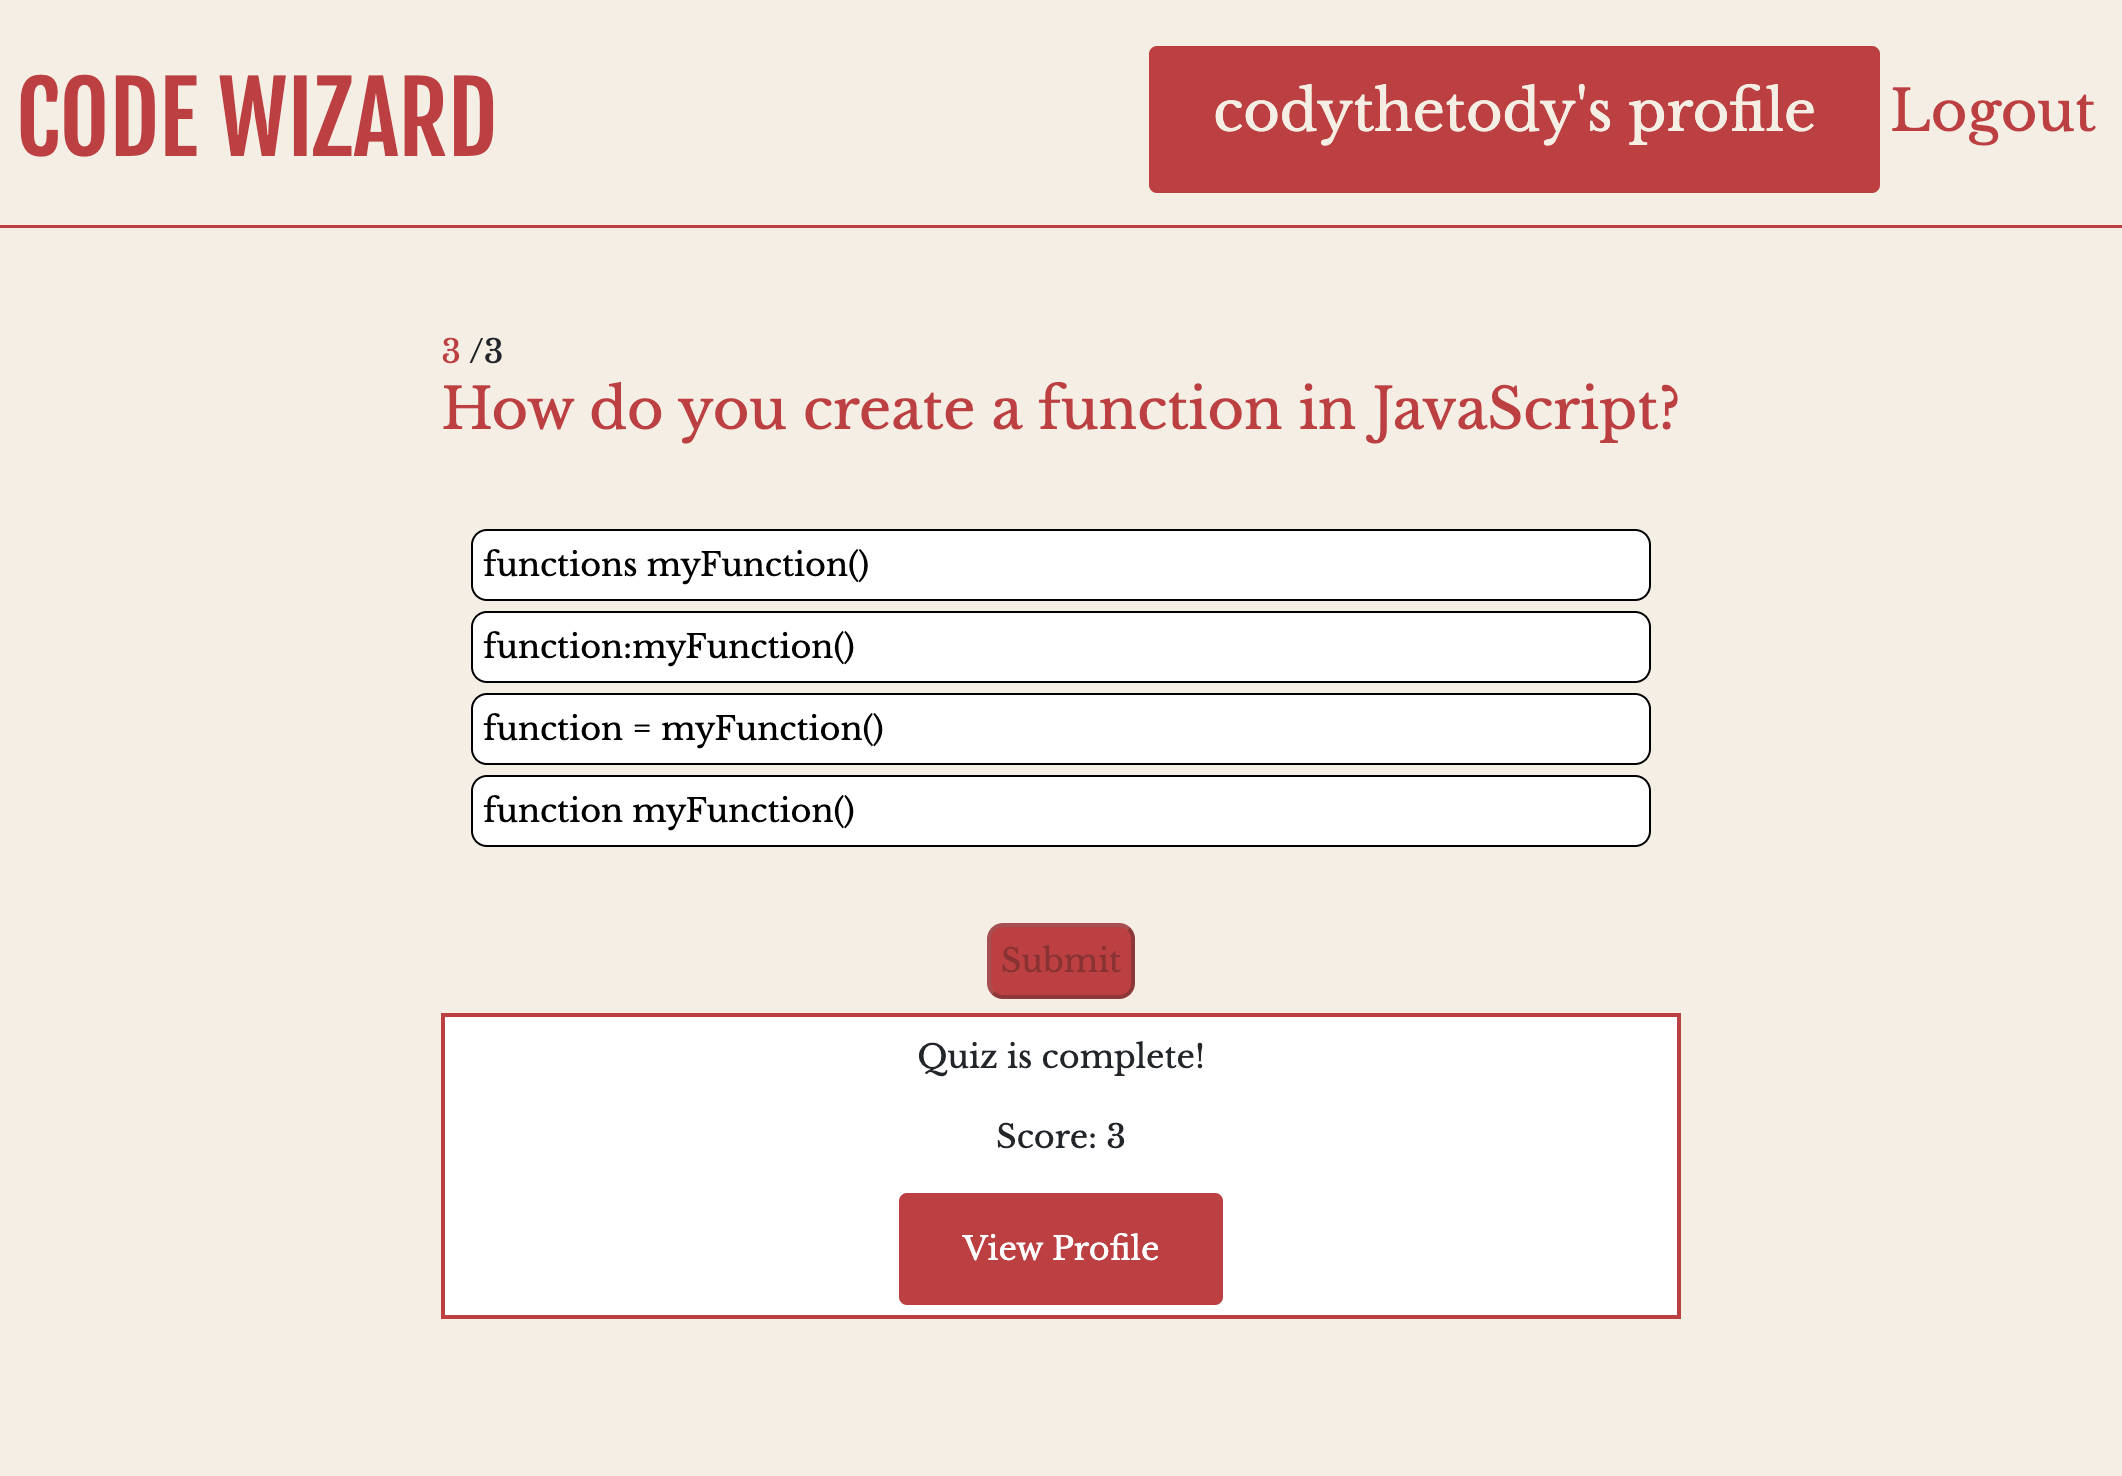 CODE WIZARD
codythetody's profile
Logout
3 /3
How do you create a function in JavaScript?
functions myFunction()
function:myFunction()
function = myFunction()
function myFunction()
Submit
Quiz is complete!
Score: 3
View Profile